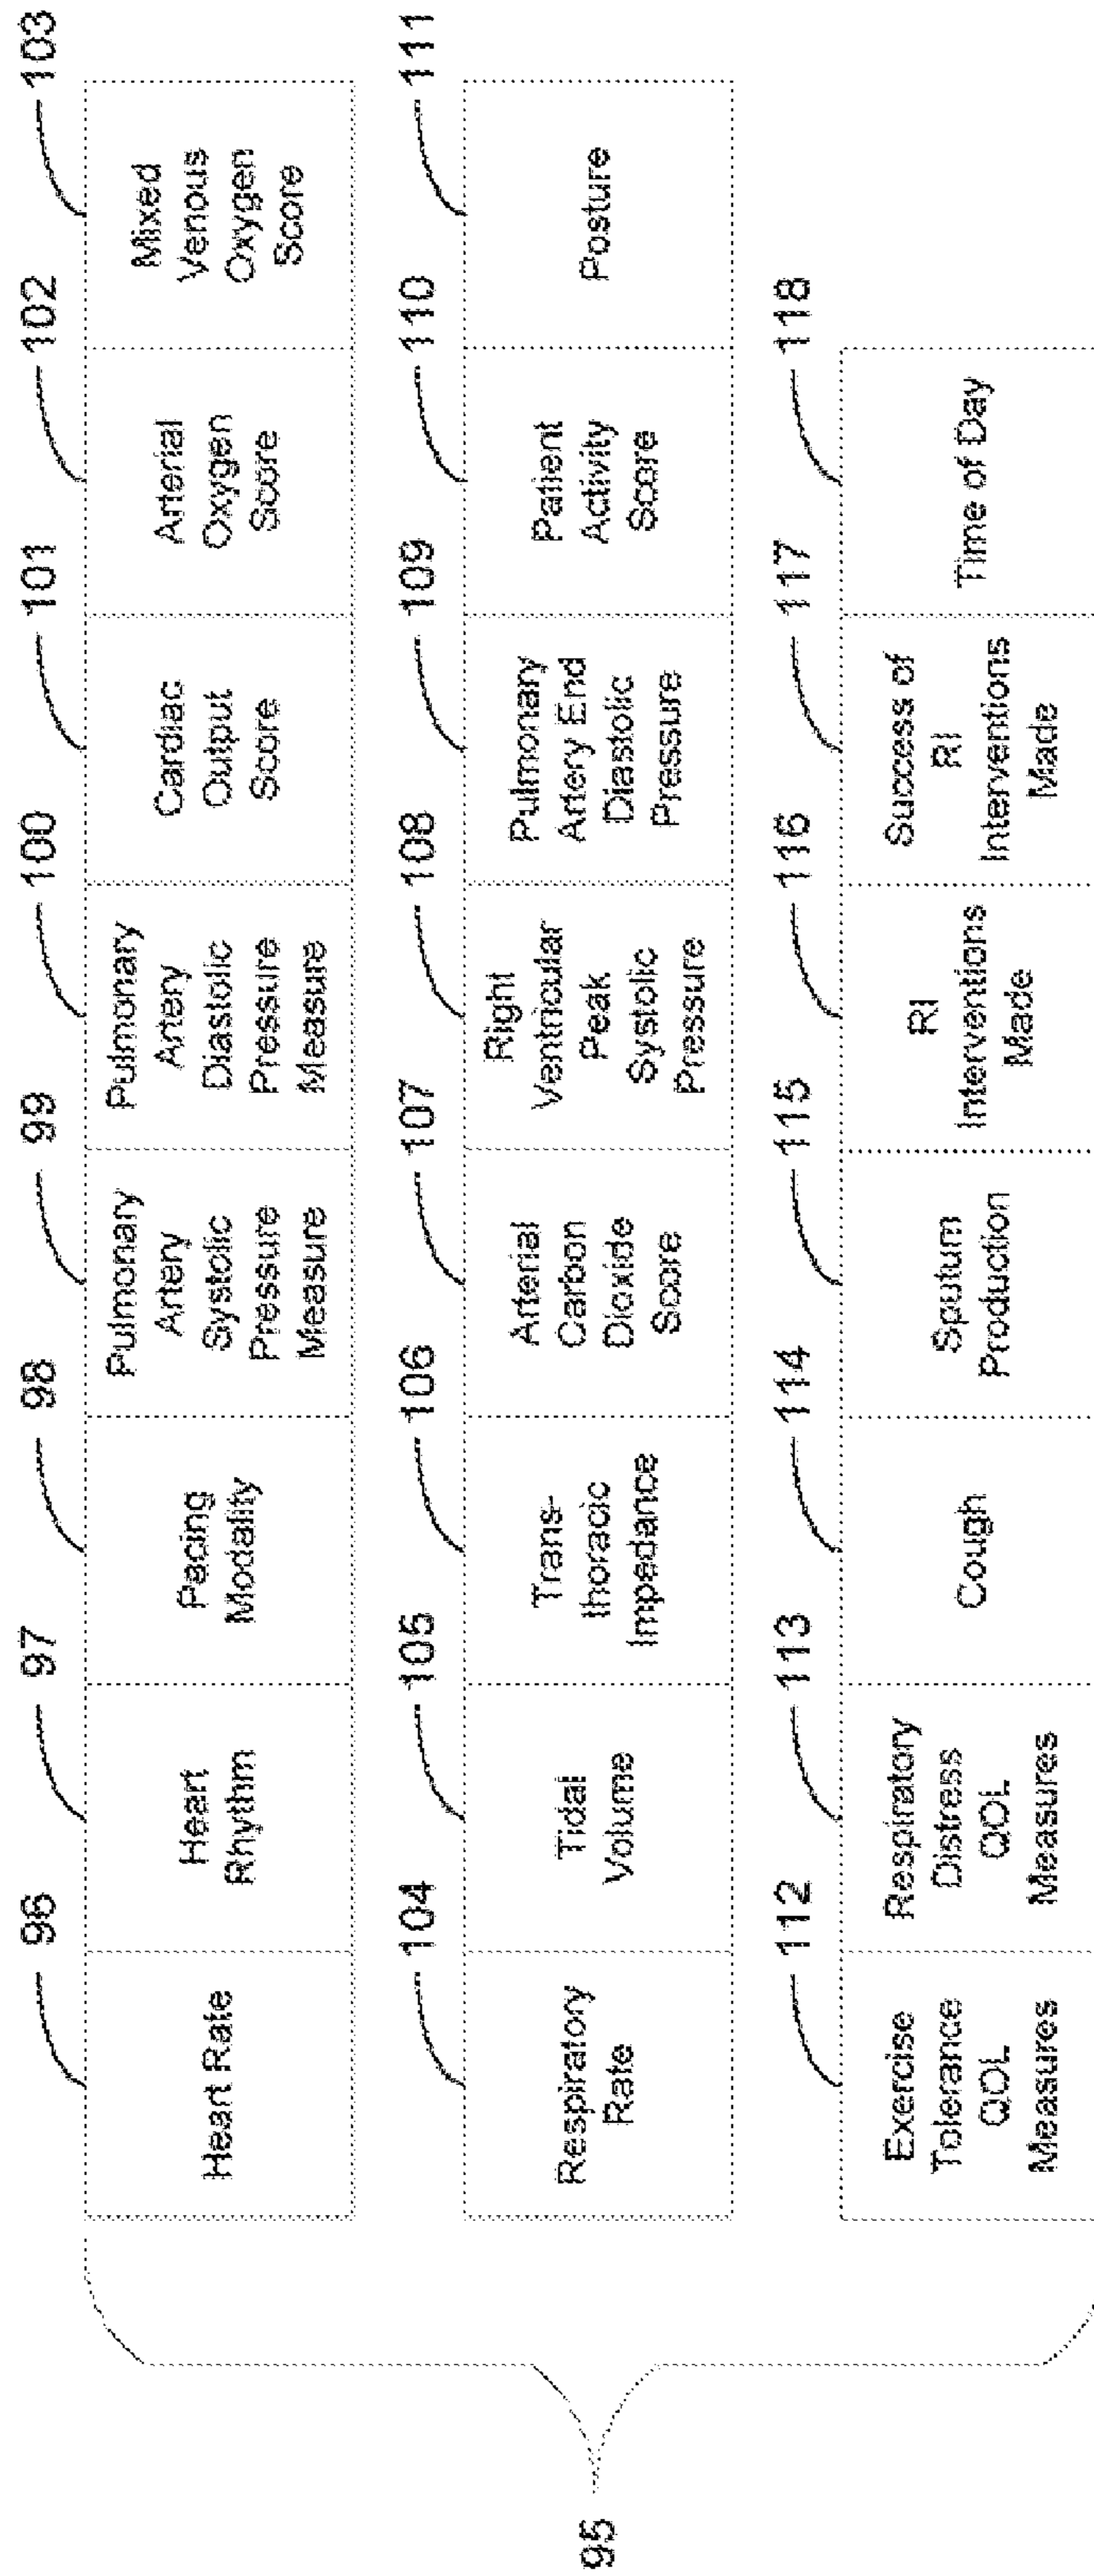 96
97
98
99
100
101
102
103
Heart Rate
Heart
Rhythm
Pacing
Modality
Pulmonary
Artery
Systolic
Pressure
Measure
Pulmonary
Artery
Diastolic
Pressure
Measure
Cardiac
Output
Score
Arterial
Oxygen
Score
Mixed
Venous
Oxygen
Score
104
105
106
107
108
109
110
111
Respiratory
Rate
Tidal
Volume
Trans-
thoracic
Impedance
Arterial
Carbon
Dioxide
Score
Right
Ventricular
Peak
Systolic
Pressure
Pulmonary
Artery End
Diastolic
Pressure
Patient
Activity
Score
Posture
112
113
114
115
116
117
118
Exercise
Tolerance
QOL
Measures
Respiratory
Distress
QOL
Measures
Cough
Sputum
Production
RI
Interventions
Made
Success of
RI
Interventions
Made
Time of Day
95